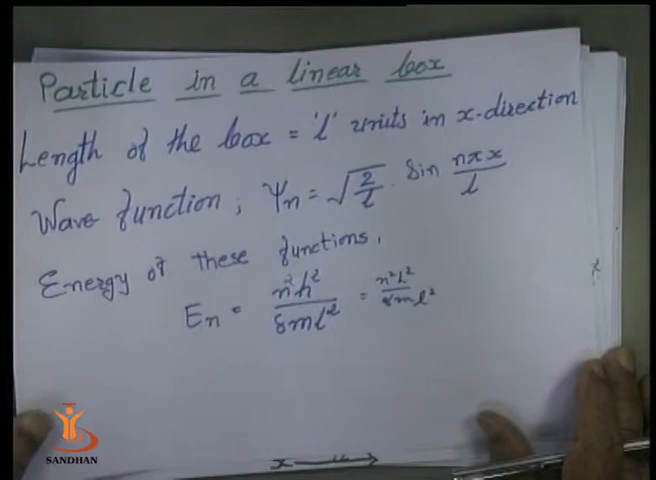 Particle in a linear box
Length of the box = 'l' units in x-direction
Wave function, ψn = √(2/l) . Sin nπx/l
Energy of these functions,
En = n²h²/8ml² = n²h²/8ml²
x
SANDHAN